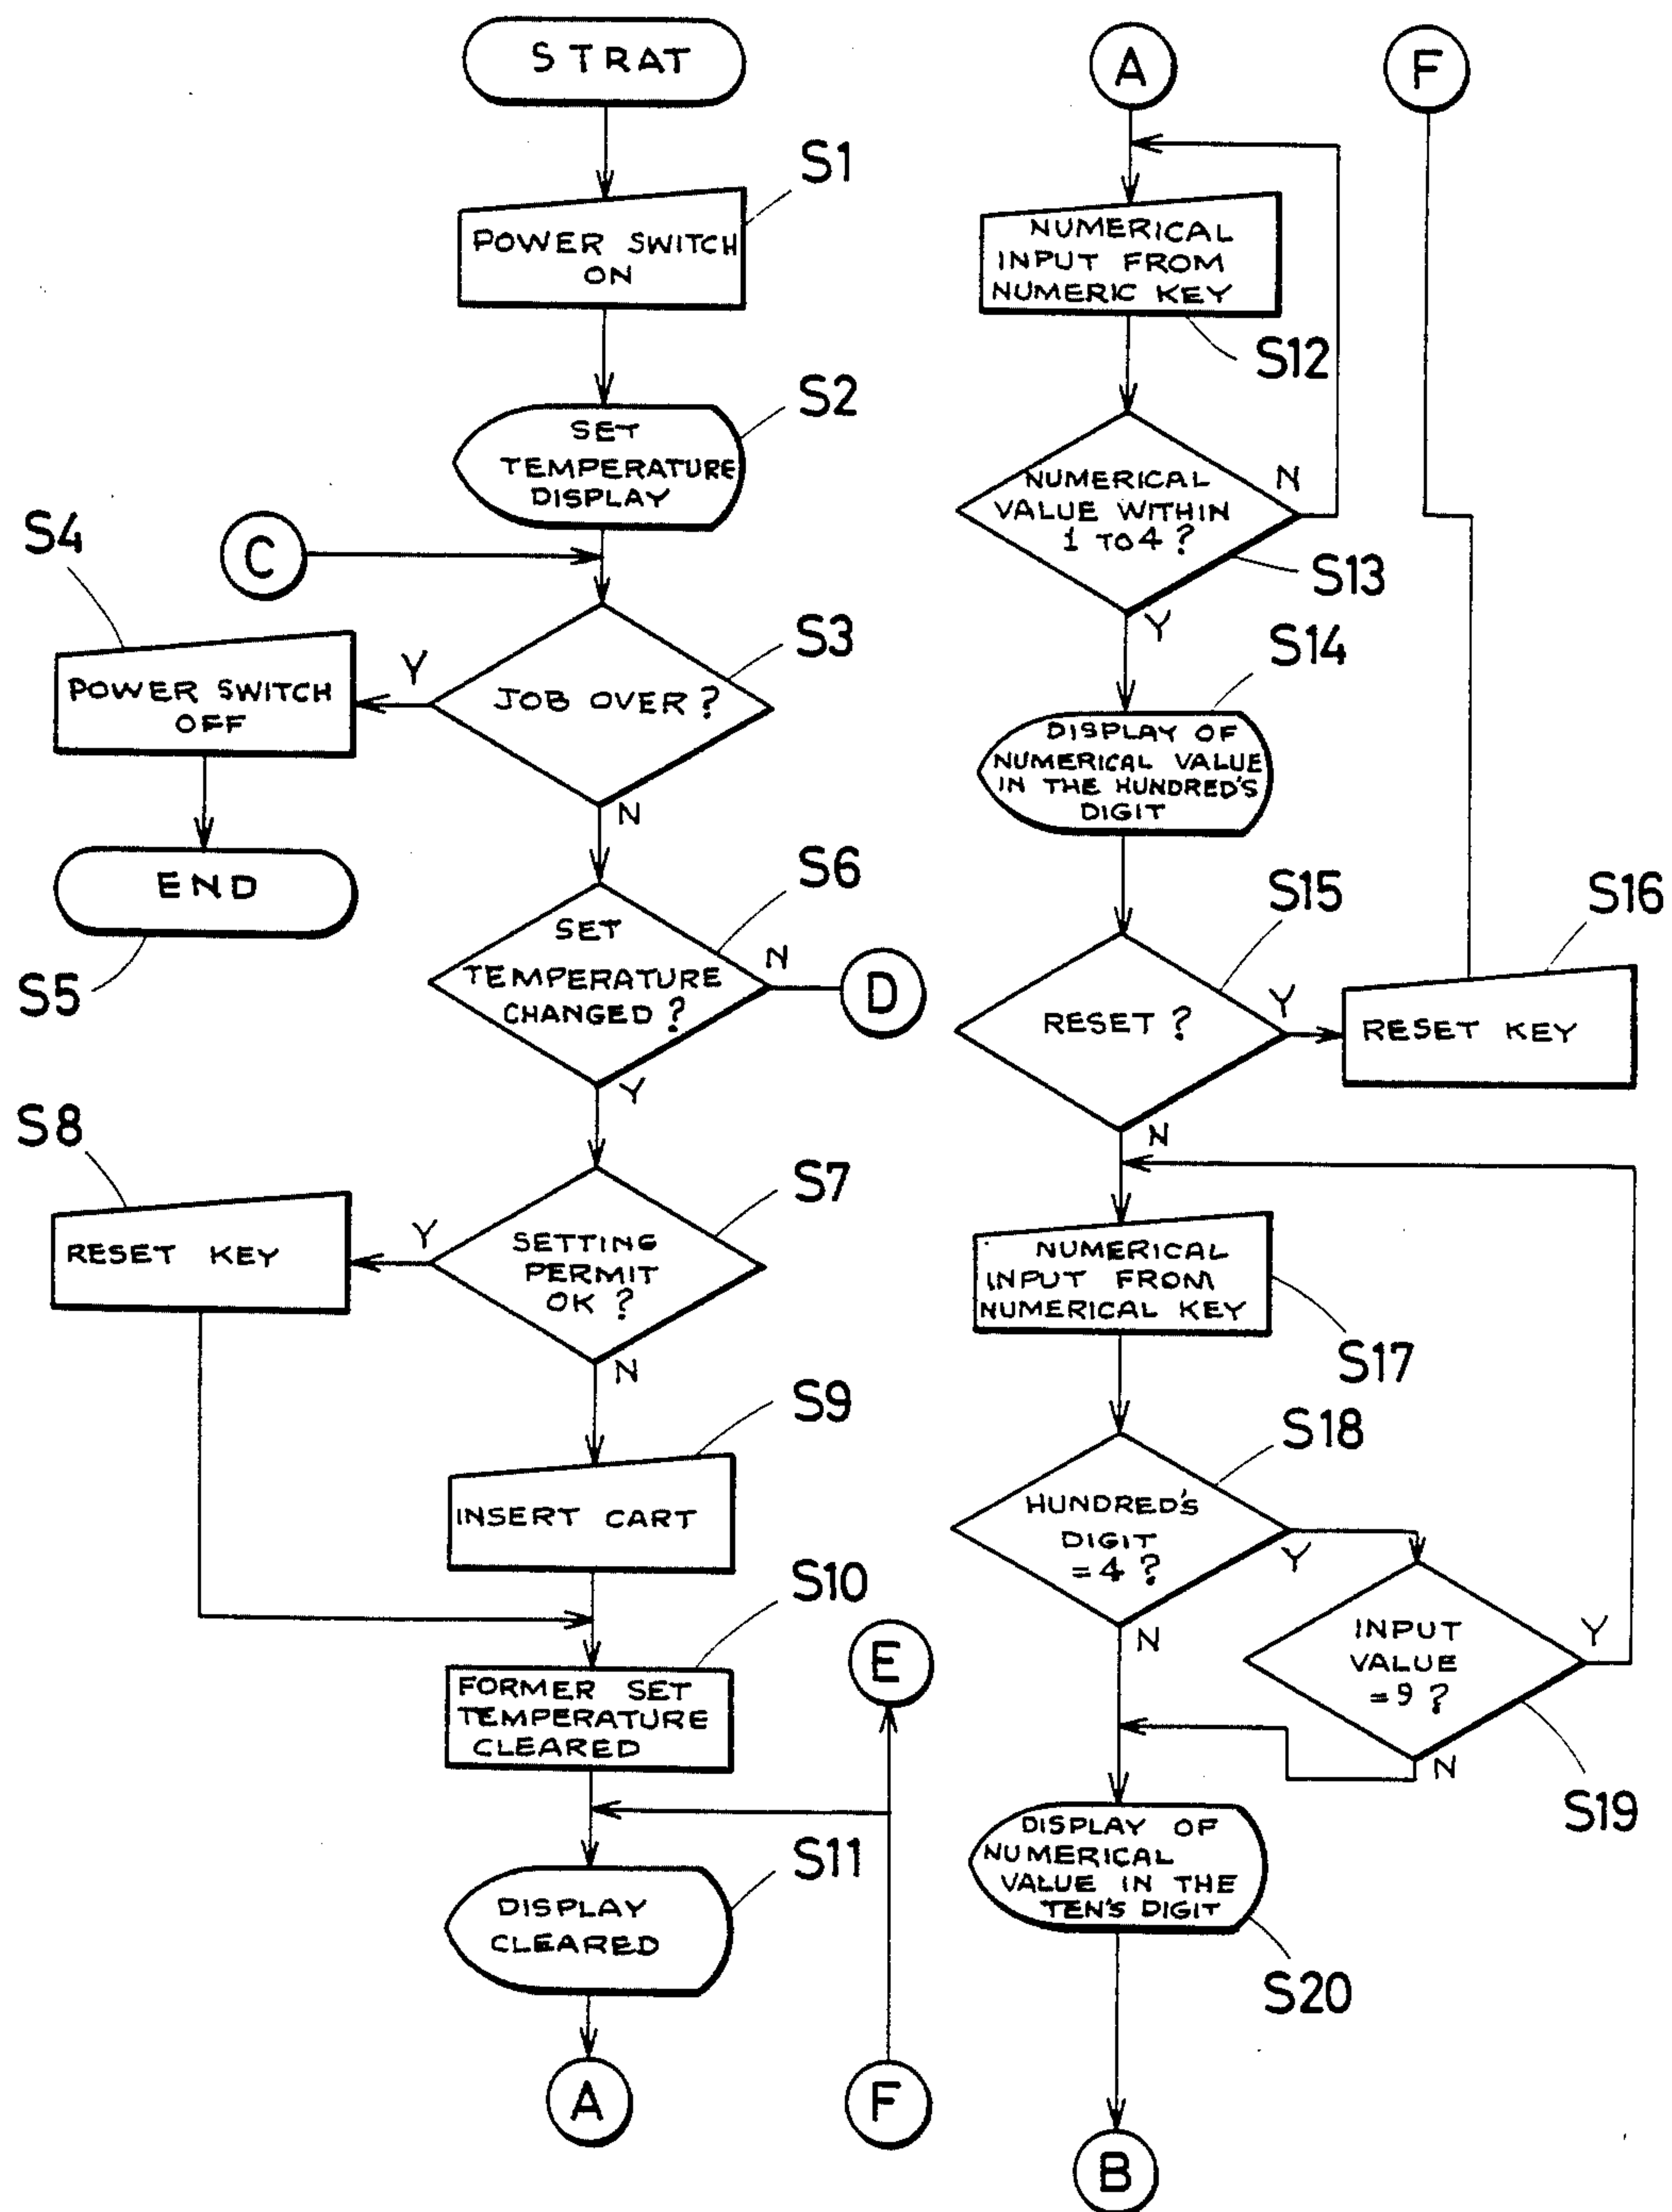 STRAT
S1
POWER SWITCH
ON
S2
SET
TEMPERATURE
DISPLAY
C
S3
JOB OVER?
Y
N
S4
POWER SWITCH
OFF
END
S5
S6
SET
TEMPERATURE
CHANGED?
N
D
Y
S7
SETTING
PERMIT
OK?
Y
N
S8
RESET KEY
S9
INSERT CART
S10
FORMER SET
TEMPERATURE
CLEARED
E
S11
DISPLAY
CLEARED
A
F
A
F
NUMERICAL
INPUT FROM
NUMERIC KEY
S12
NUMERICAL
VALUE WITHIN
1 TO 4?
N
S13
Y
S14
DISPLAY OF
NUMERICAL VALUE
IN THE HUNDRED'S
DIGIT
S15
RESET?
Y
N
S16
RESET KEY
NUMERICAL
INPUT FROM
NUMERICAL KEY
S17
S18
HUNDRED'S
DIGIT
=4?
Y
N
INPUT
VALUE
=9?
Y
N
S19
DISPLAY OF
NUMERICAL
VALUE IN THE
TEN'S DIGIT
S20
B